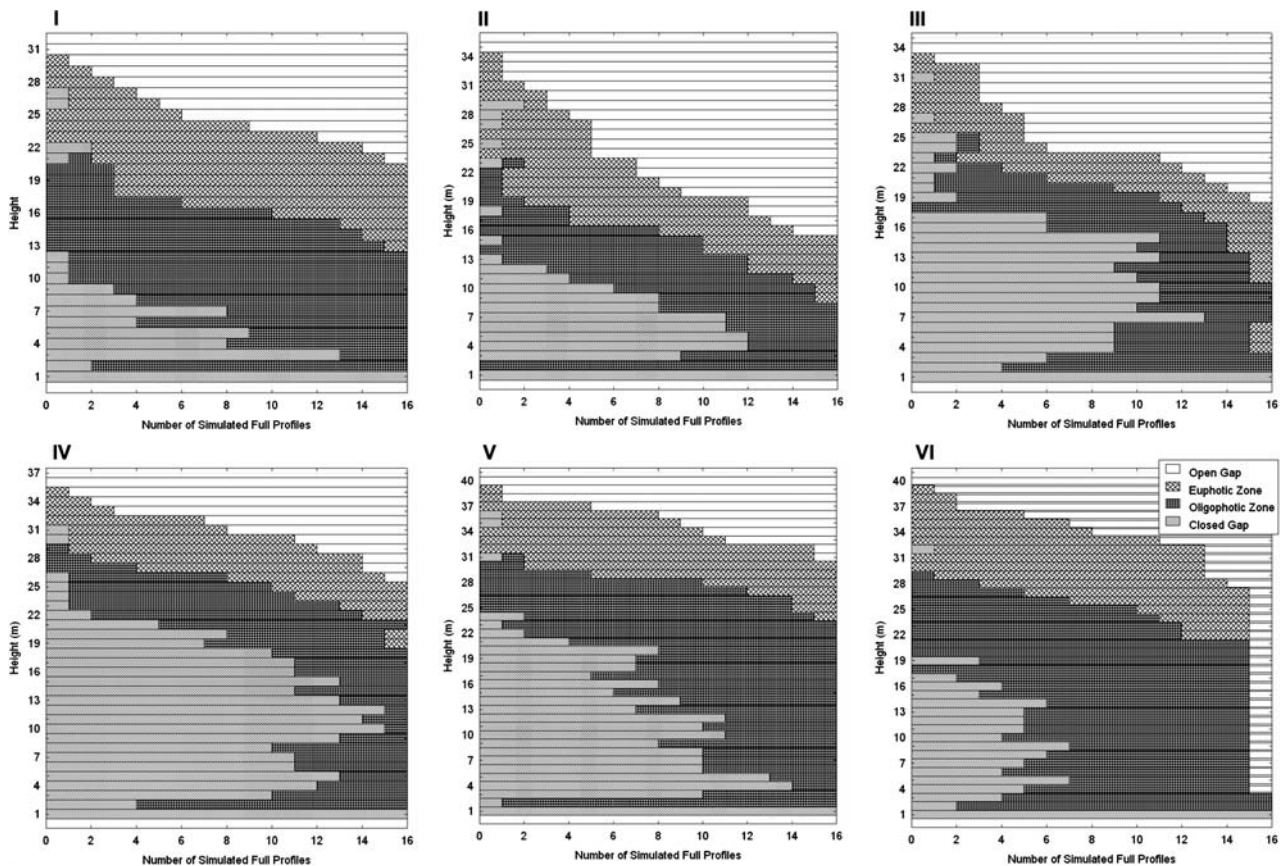 I
II
III
Height
31
28
25
22
19
16
13
10
7
4
1
0 2 4 6 8 10 12 14 16
Number of Simulated Full Profiles
Height (m)
34
31
28
25
22
19
16
13
10
7
4
1
0 2 4 6 8 10 12 14 16
Number of Simulated Full Profiles
Height (m)
34
31
28
25
22
19
16
13
10
7
4
1
0 2 4 6 8 10 12 14 16
Number of Simulated Full Profiles
IV
V
VI
Height (m)
37
34
31
28
25
22
19
16
13
10
7
4
1
0 2 4 6 8 10 12 14 16
Number of Simulated Full Profiles
Height (m)
40
37
34
31
28
25
22
19
16
13
10
7
4
1
0 2 4 6 8 10 12 14 16
Number of Simulated Full Profiles
Height (m)
40
37
34
31
28
25
22
19
16
13
10
7
4
1
0 2 4 6 8 10 12 14 16
Number of Simulated Full Profiles
Open Gap
Euphotic Zone
Oligophotic Zone
Closed Gap